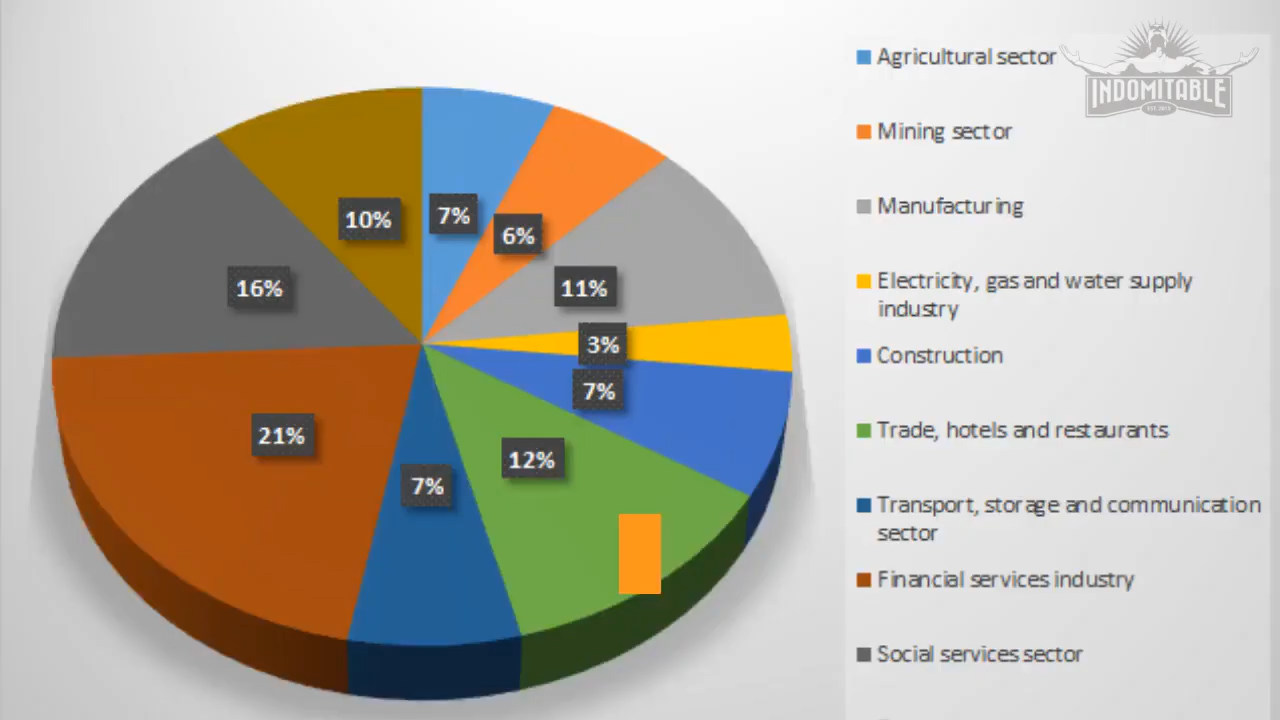 Agricultural sector
INDOMITABLE
EST. 2015
Mining sector
Manufacturing
Electricity, gas and water supply
industry
Construction
Trade, hotels and restaurants
Transport, storage and communication
sector
Financial services industry
Social services sector
10%
7%
6%
16%
11%
3%
7%
21%
12%
7%